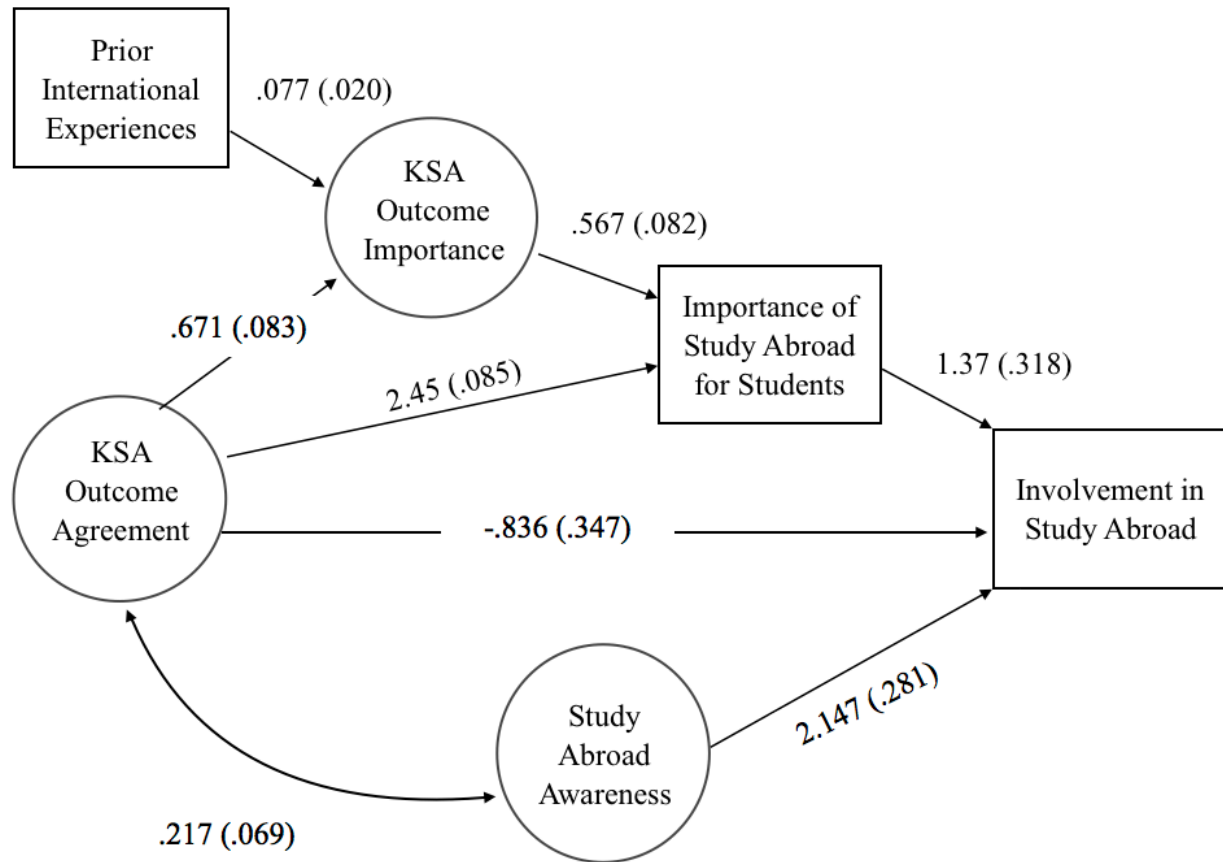 Prior
International
Experiences
.077 (.020)
KSA
Outcome
Importance
.567 (.082)
Importance of
Study Abroad
for Students
.671 (.083)
2.45 (.085)
1.37 (.318)
KSA
Outcome
Agreement
-.836 (.347)
Involvement in
Study Abroad
Study
Abroad
Awareness
2.147 (.281)
.217 (.069)